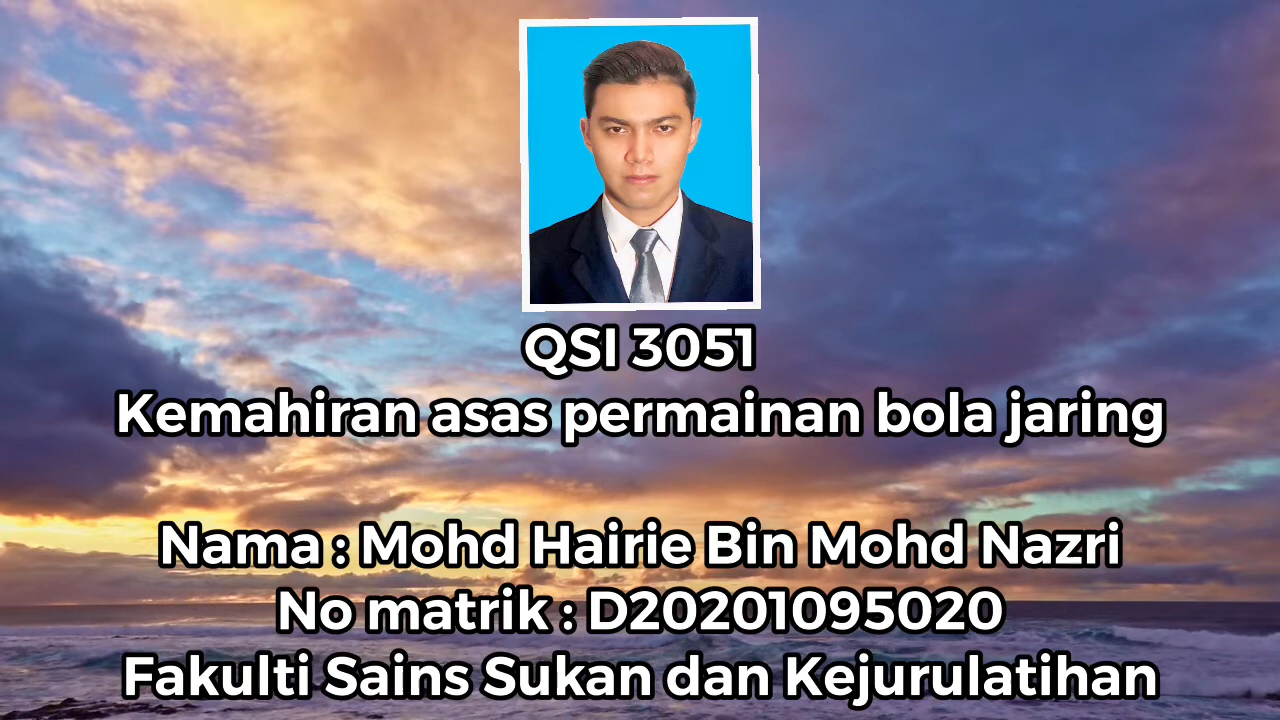 QSI 3051
Kemahiran asas permainan bola jaring
Nama : Mohd Hairie Bin Mohd Nazri
No matrik : D20201095020
Fakulti Sains Sukan dan Kejurulatihan